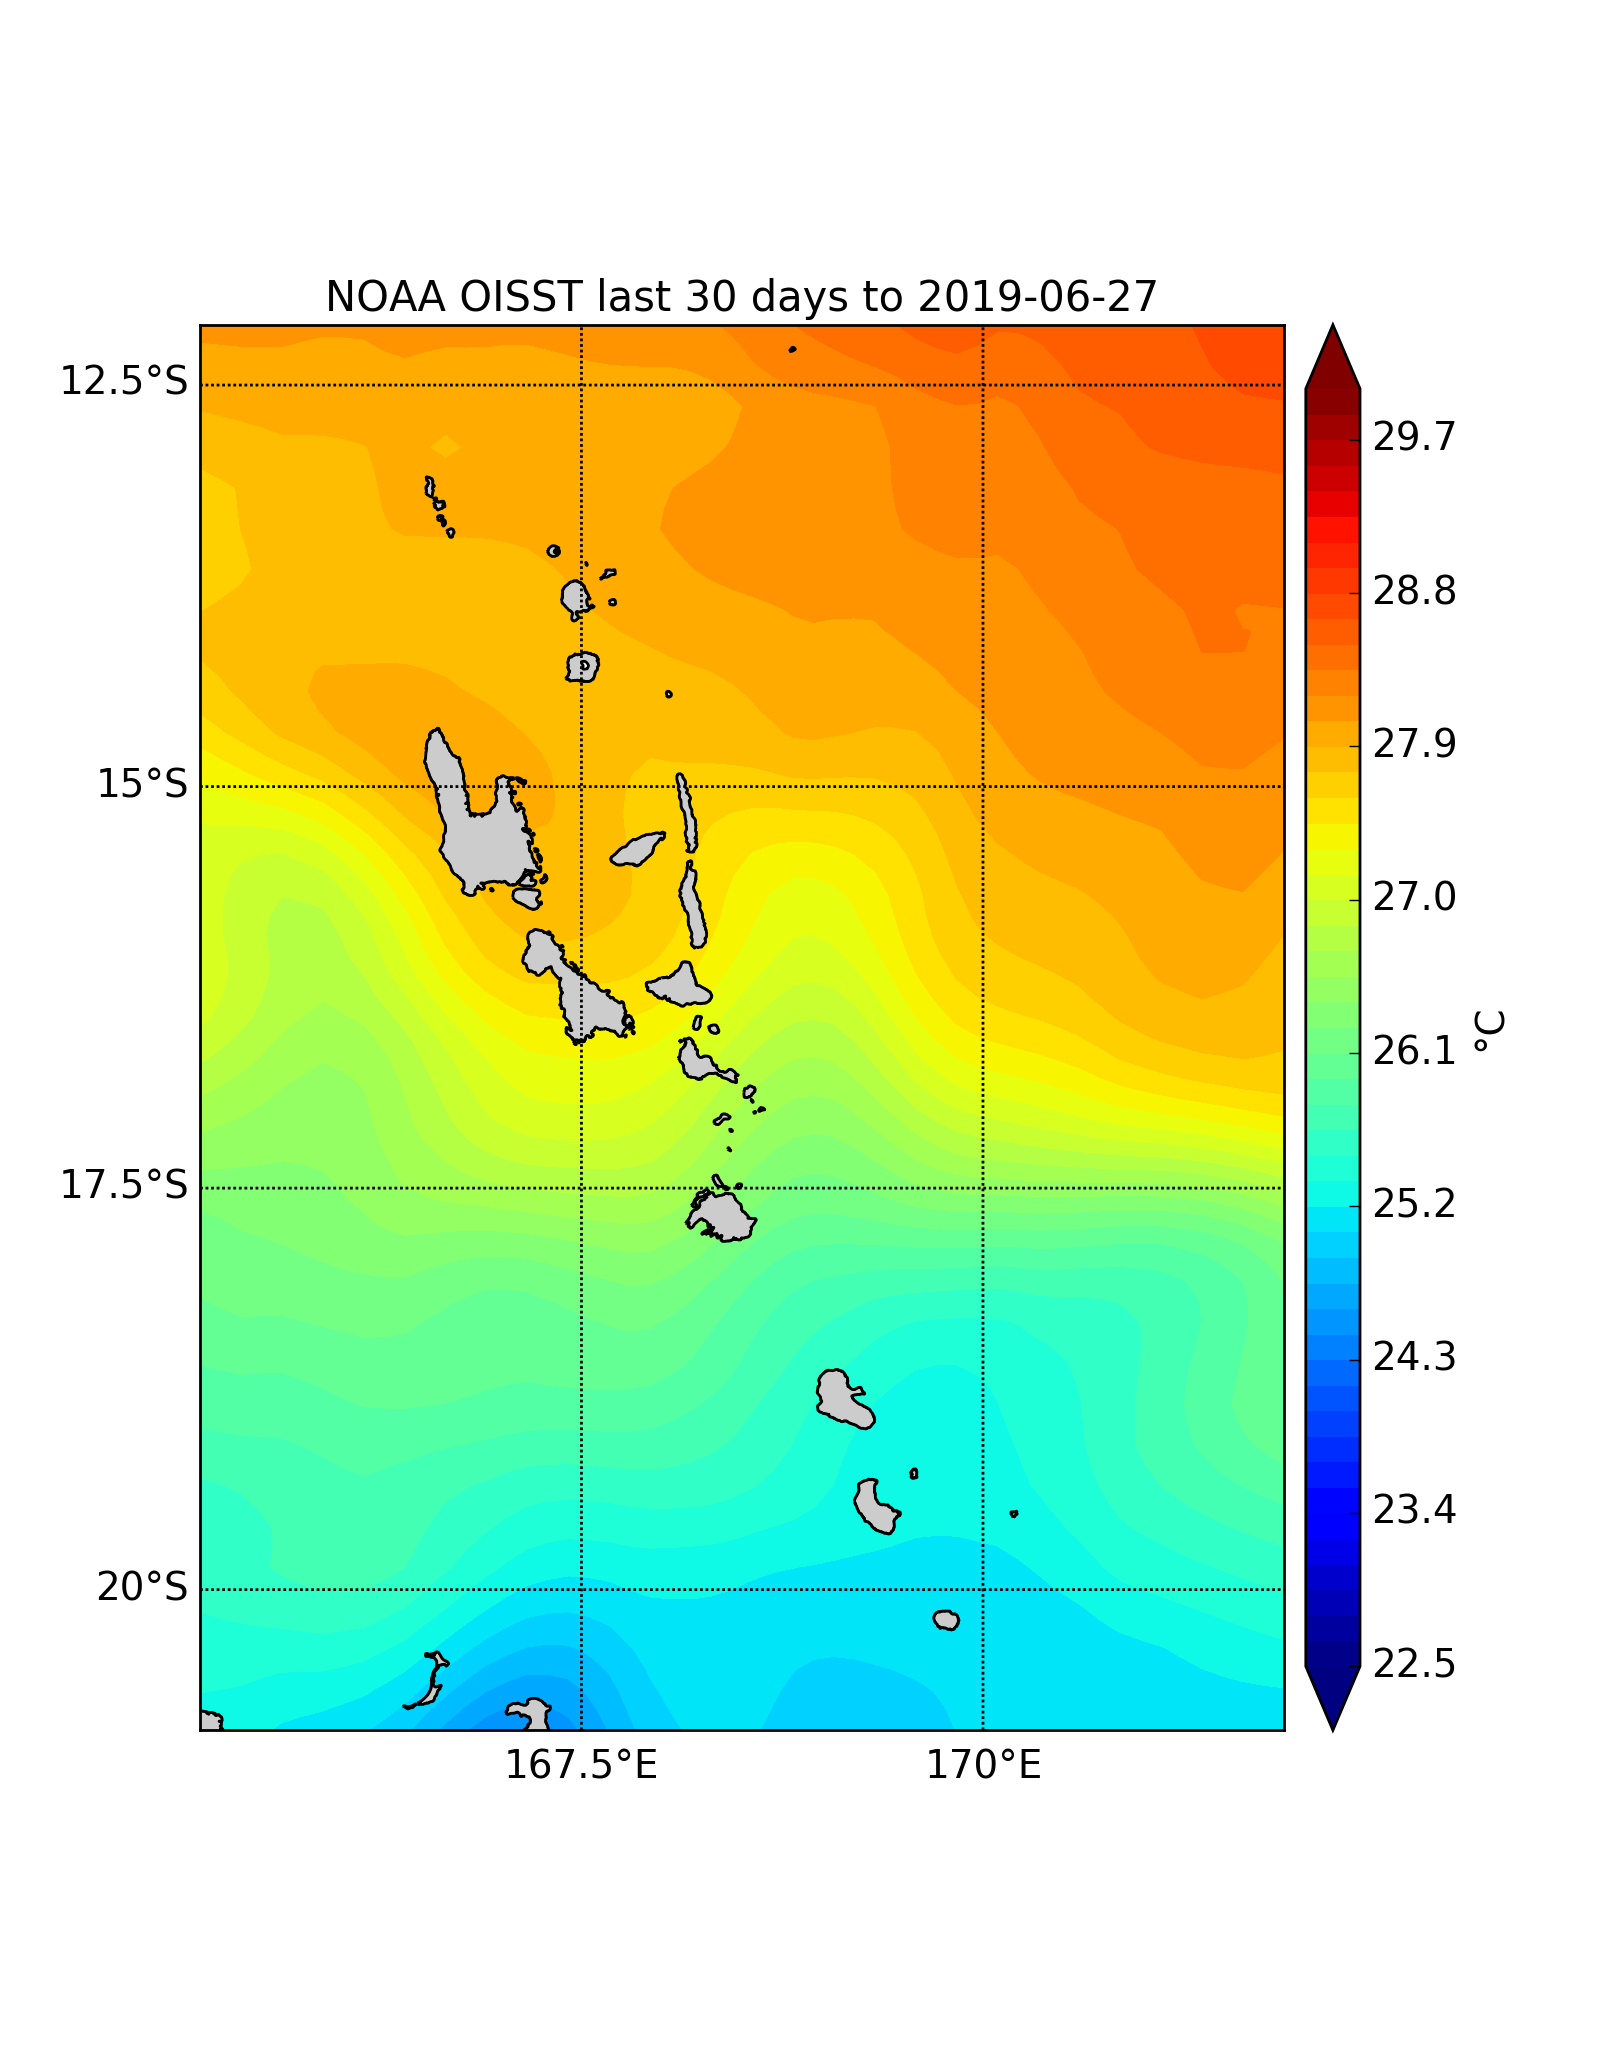 NOAA OISST last 30 days to 2019-06-27
12.5°S
15°S
17.5°S
20°S
167.5°E
170°E
29.7
28.8
27.9
27.0
26.1
25.2
24.3
23.4
22.5
°C